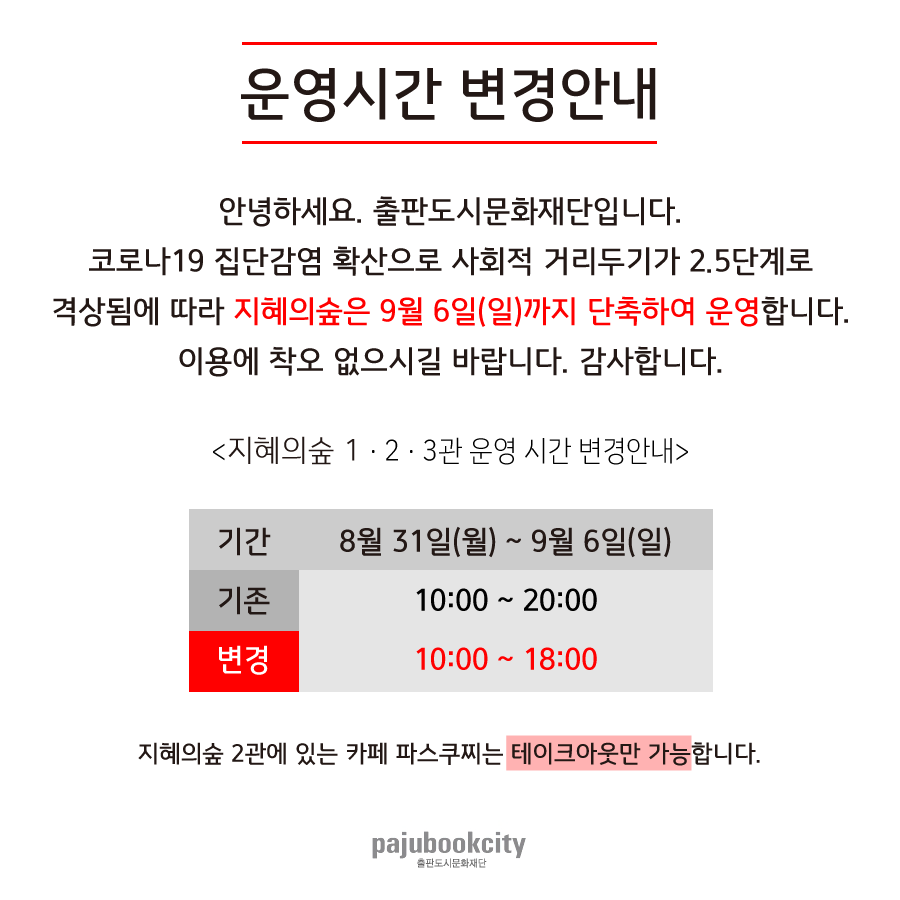 운영시간 변경안내
안녕하세요. 출판도시문화재단입니다.
코로나19 집단감염 확산으로 사회적 거리두기가 2.5단계로
격상됨에 따라 지혜의숲은 9월 6일(일)까지 단축하여 운영합니다.
이용에 착오 없으시길 바랍니다. 감사합니다.
<지혜의숲 1 · 2 · 3관 운영 시간 변경안내>
기간 8월 31일(월) ~ 9월 6일(일)
기존 10:00 ~ 20:00
변경 10:00 ~ 18:00
지혜의숲 2관에 있는 카페 파스쿠찌는 테이크아웃만 가능합니다.
pajubookcity
출판도시문화재단